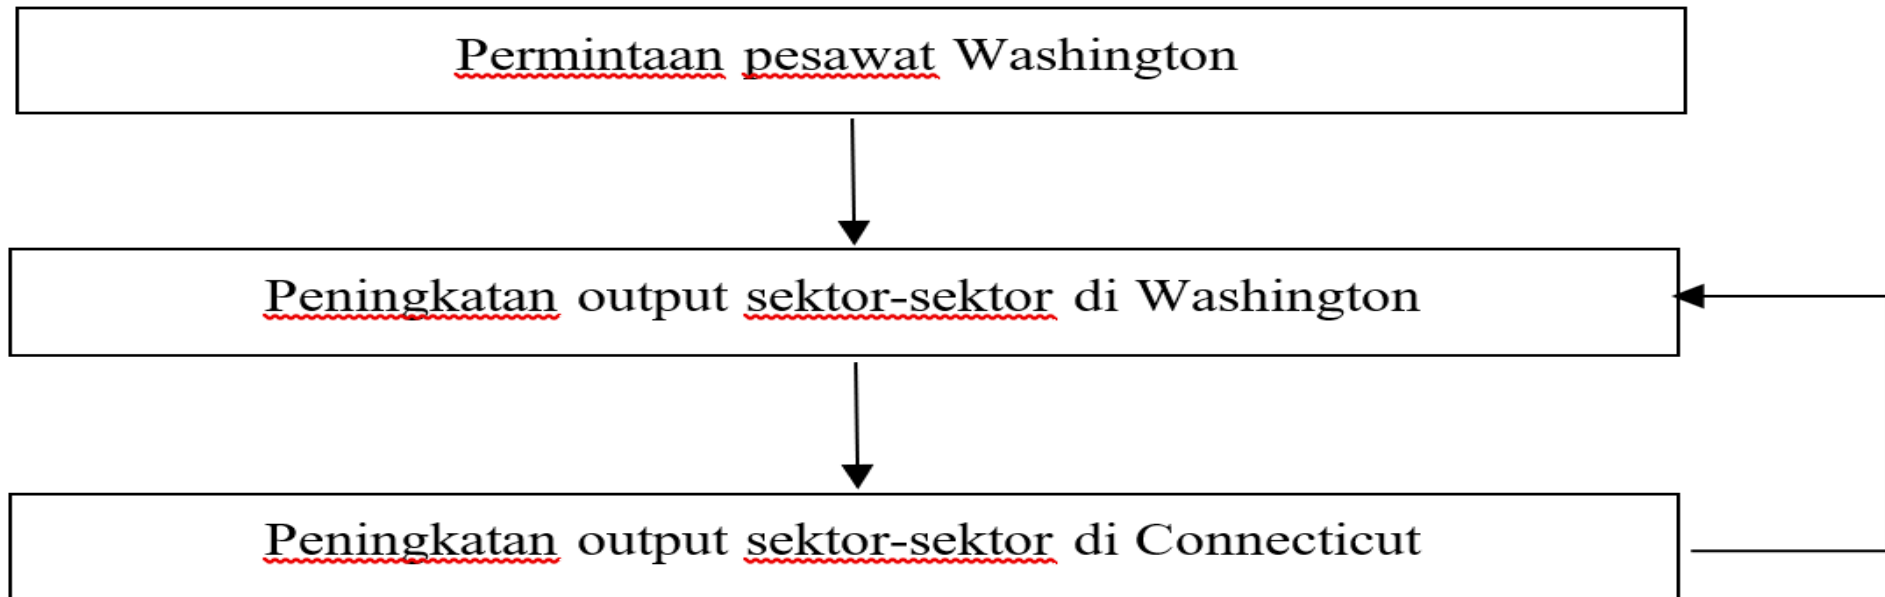 Permintaan pesawat Washington
Peningkatan output sektor-sektor di Washington
Peningkatan output sektor-sektor di Connecticut